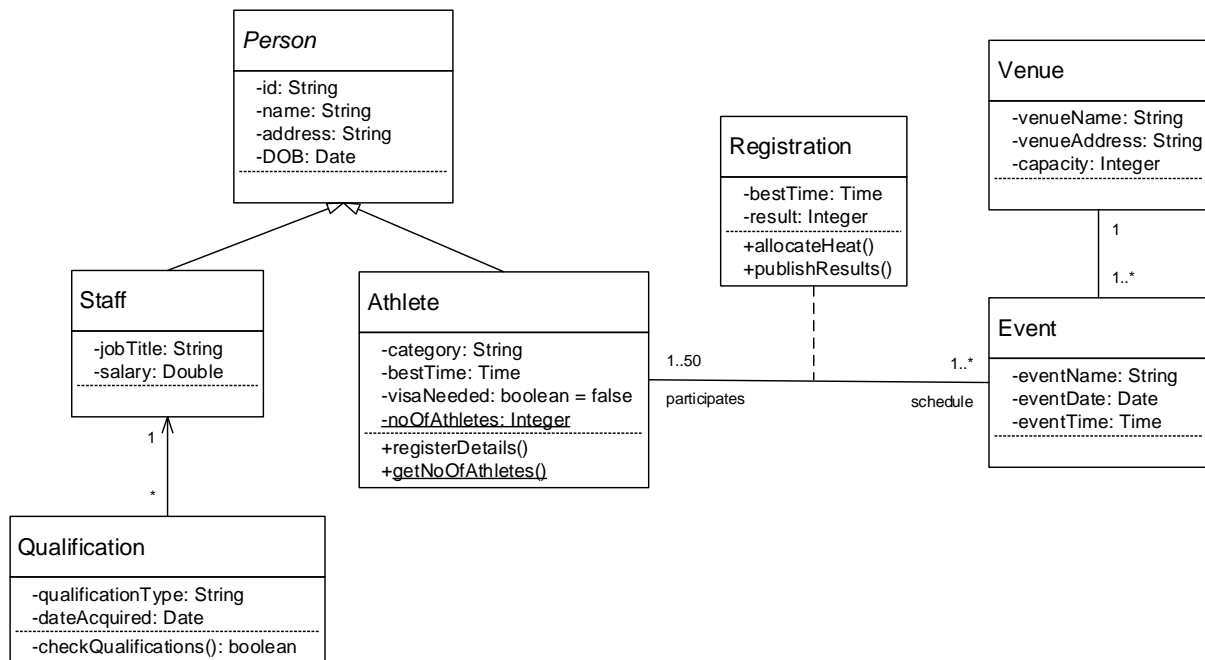 Person
-id: String
-name: String
-address: String
-DOB: Date
Venue
-venueName: String
-venueAddress: String
-capacity: Integer
Registration
-bestTime: Time
-result: Integer
+allocateHeat()
+publishResults()
1
1..*
Staff
-jobTitle: String
-salary: Double
Athlete
-category: String
-bestTime: Time
-visaNeeded: boolean = false
-noOfAthletes: Integer
+registerDetails()
+getNoOfAthletes()
1..50
participates
1..*
schedule
Event
-eventName: String
-eventDate: Date
-eventTime: Time
1
*
Qualification
-qualificationType: String
-dateAcquired: Date
-checkQualifications(): boolean